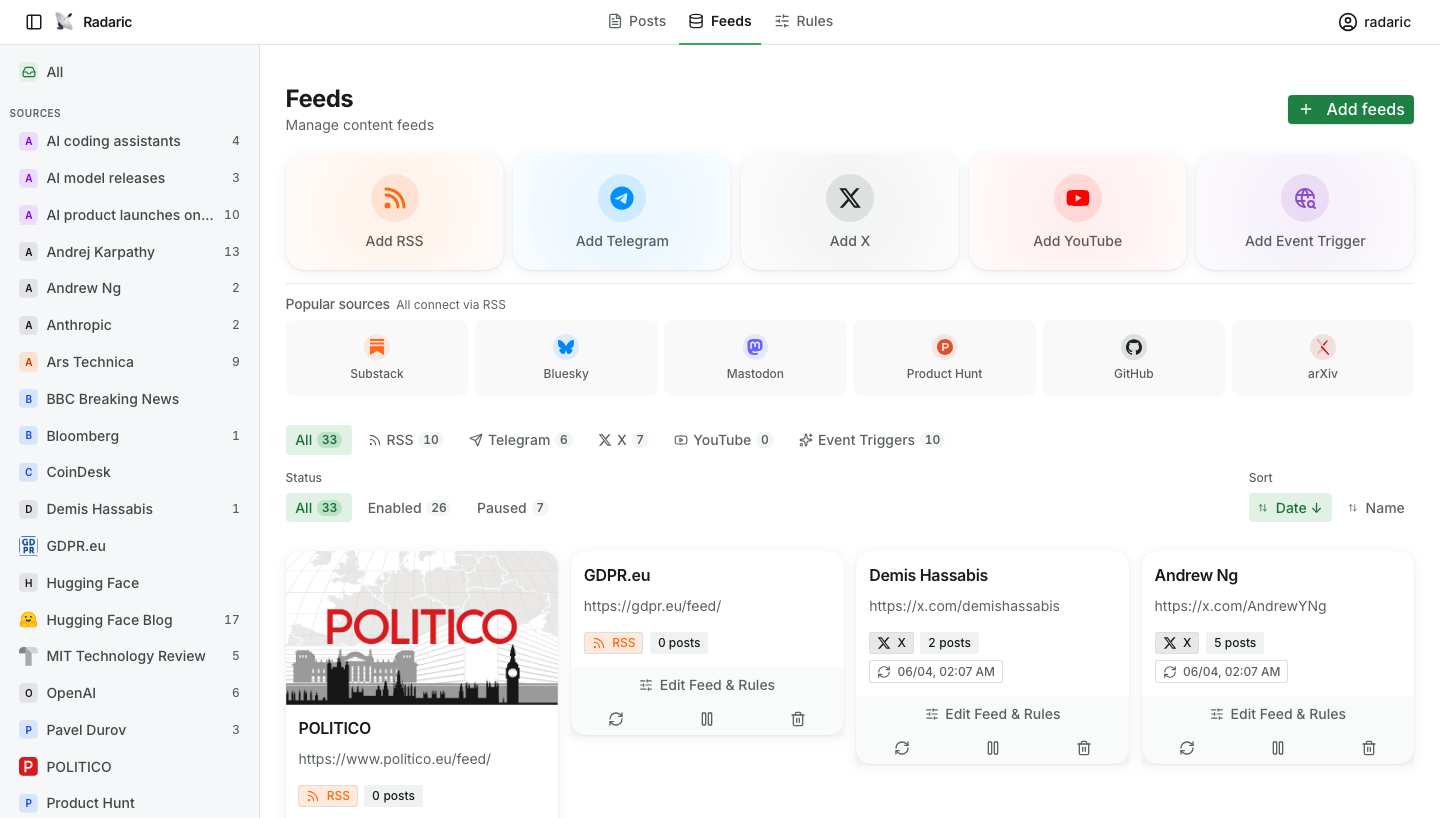 Radaric
Posts
Feeds
Rules
radaric
All
SOURCES
A AI coding assistants 4
A AI model releases 3
A AI product launches on... 10
A Andrej Karpathy 13
A Andrew Ng 2
A Anthropic 2
A Ars Technica 9
B BBC Breaking News
B Bloomberg 1
C CoinDesk
D Demis Hassabis 1
GDPR GDPR.eu
H Hugging Face
Hugging Face Blog 17
MIT Technology Review 5
O OpenAI 6
P Pavel Durov 3
P POLITICO
P Product Hunt
Feeds
Manage content feeds
+ Add feeds
Add RSS
Add Telegram
Add X
Add YouTube
Add Event Trigger
Popular sources All connect via RSS
Substack
Bluesky
Mastodon
P
Product Hunt
GitHub
arXiv
All 33
RSS 10
Telegram 6
X 7
YouTube 0
Event Triggers 10
Status
All 33
Enabled 26
Paused 7
Sort
Date ↓
Name
POLITICO
POLITICO
https://www.politico.eu/feed/
RSS 0 posts
GDPR.eu
https://gdpr.eu/feed/
RSS 0 posts
Edit Feed & Rules
Demis Hassabis
https://x.com/demishassabis
X 2 posts
06/04, 02:07 AM
Edit Feed & Rules
Andrew Ng
https://x.com/AndrewYNg
X 5 posts
06/04, 02:07 AM
Edit Feed & Rules